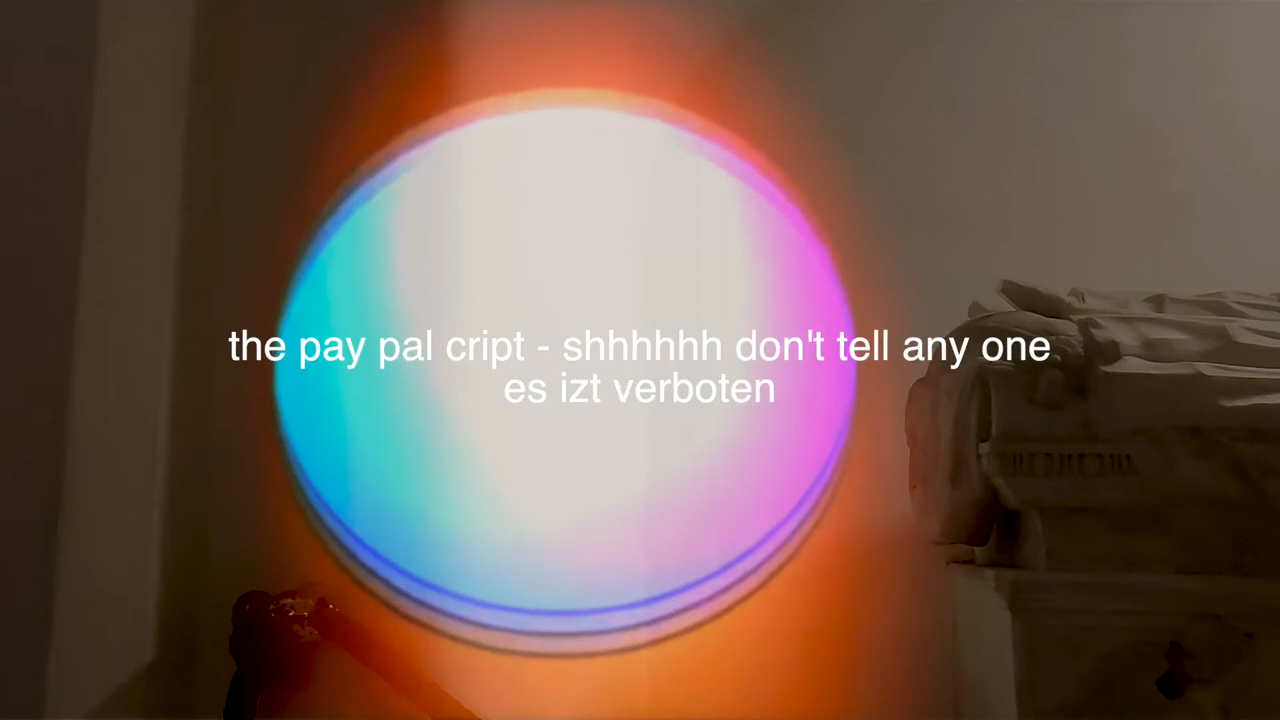 the pay pal cript - shhhhhh don't tell any one
es izt verboten